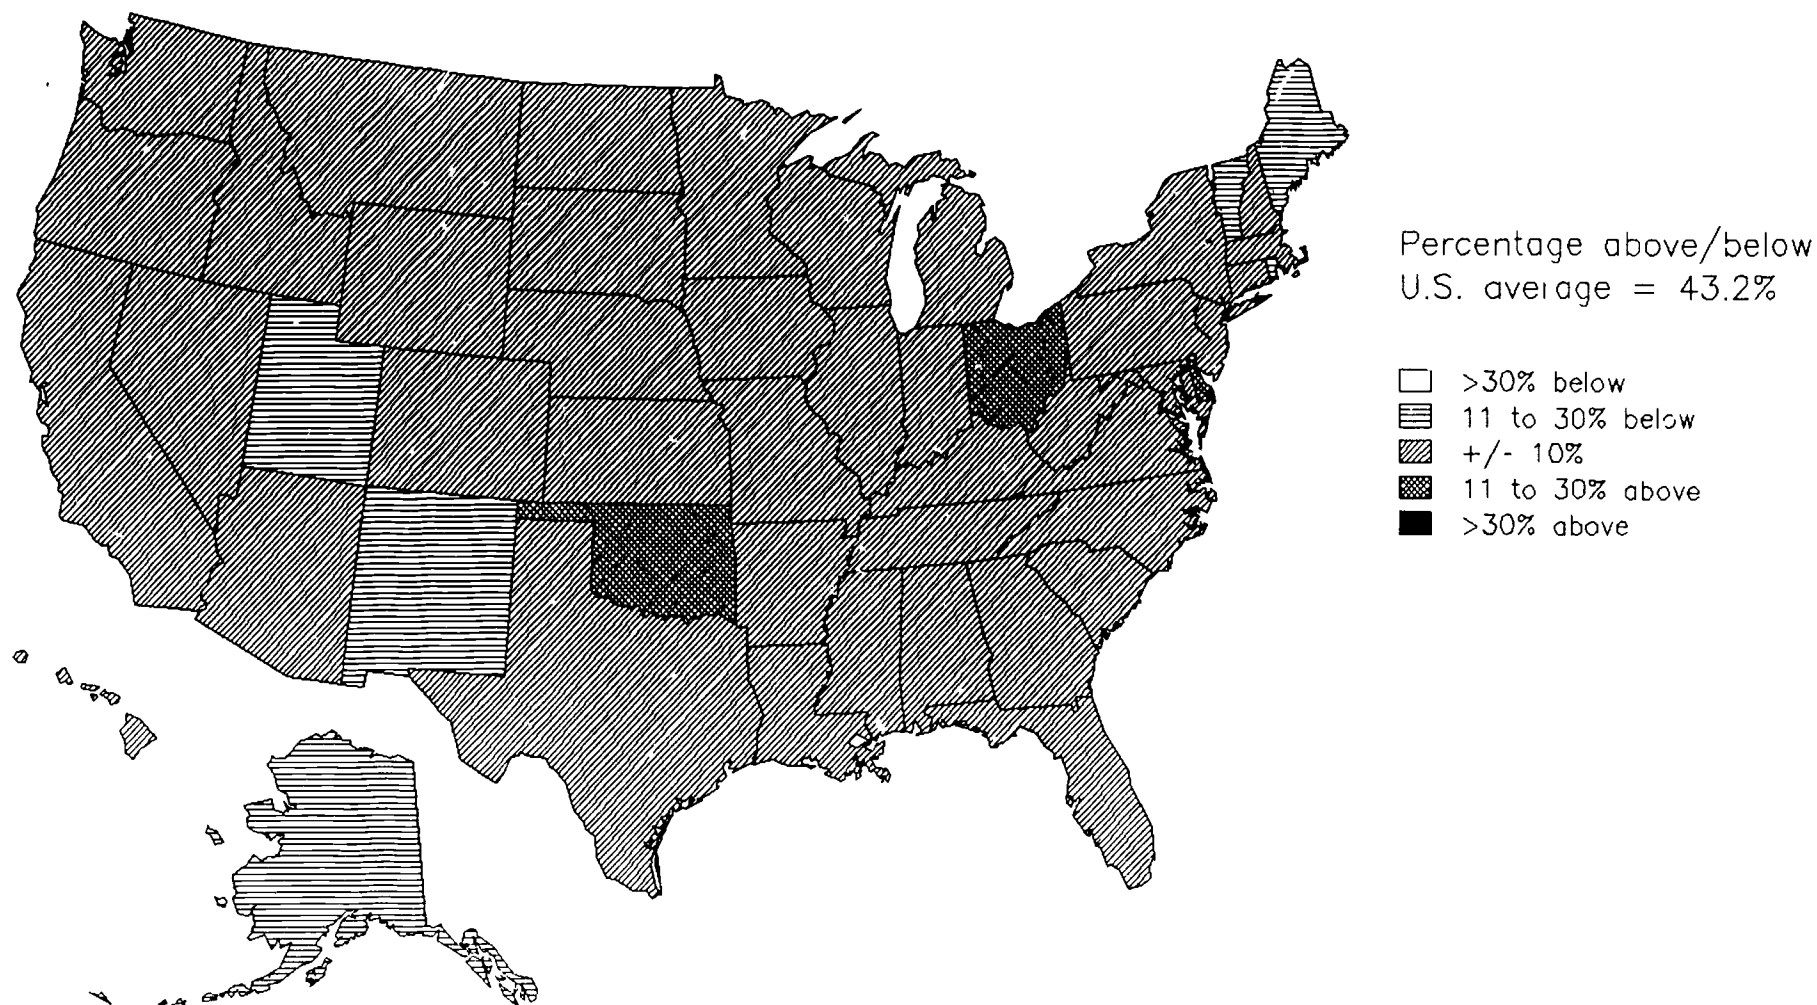 Percentage above/below
U.S. average = 43.2%
>30% below
11 to 30% below
+/- 10%
11 to 30% above
>30% above